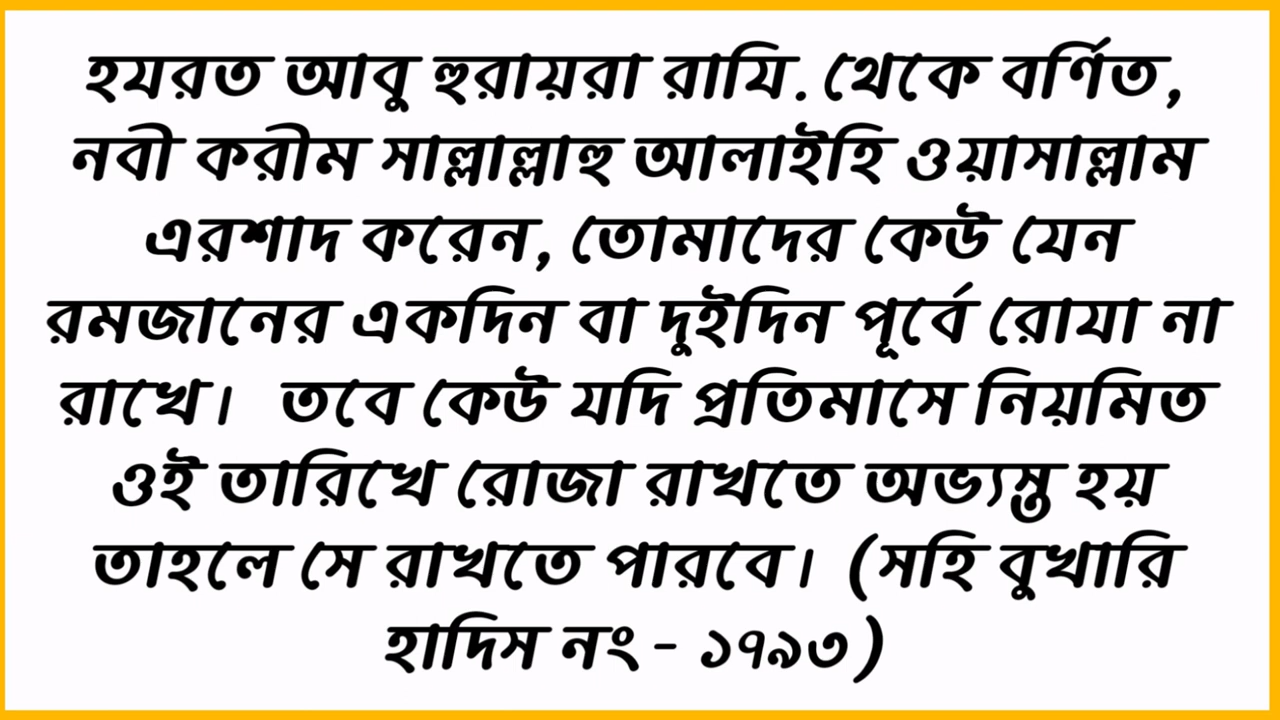 হযরত আবু হুরায়রা রাযি. থেকে বর্ণিত,
নবী করীম সাল্লাল্লাহু আলাইহি ওয়াসাল্লাম
এরশাদ করেন, তোমাদের কেউ যেন
রমজানের একদিন বা দুইদিন পূর্বে রোযা না
রাখে। তবে কেউ যদি প্রতিমাসে নিয়মিত
ওই তারিখে রোজা রাখতে অভ্যস্ত হয়
তাহলে সে রাখতে পারবে। (সহি বুখারি
হাদিস নং - ১৭৯৩)